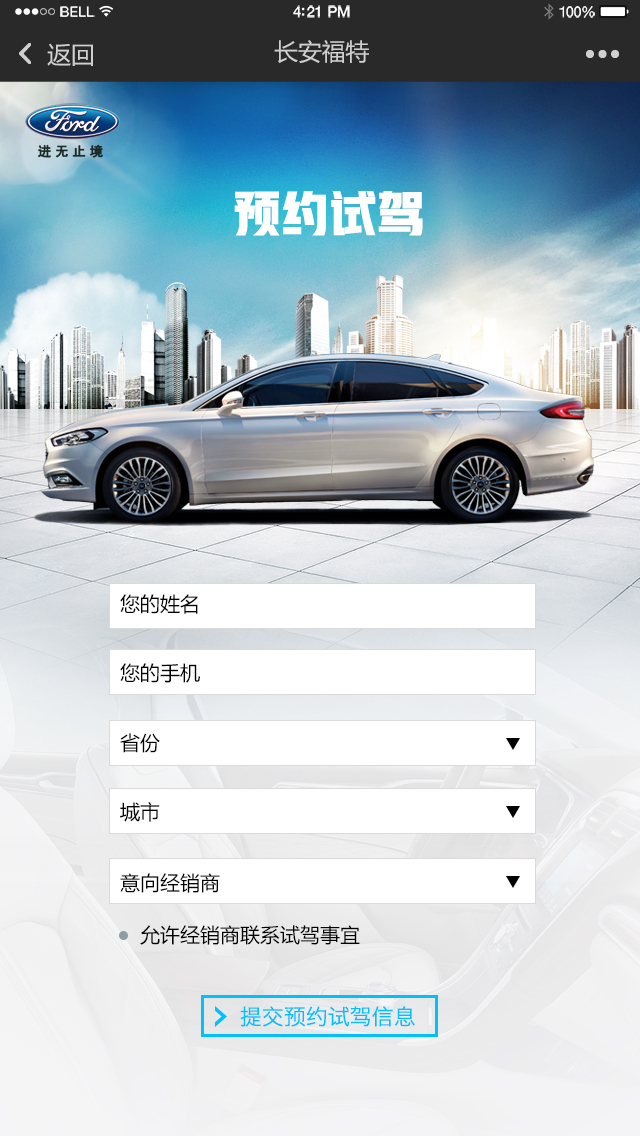 BELL 4:21 PM 100%
返回 长安福特
Ford
进无止境
预约试驾
您的姓名
您的手机
省份
城市
意向经销商
允许经销商联系试驾事宜
提交预约试驾信息